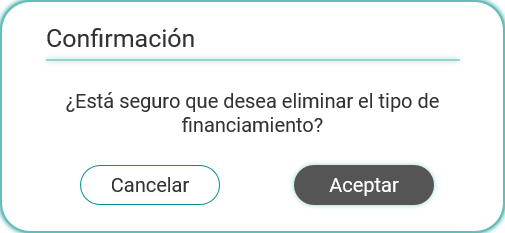 Confirmación
¿Está seguro que desea eliminar el tipo de
financiamiento?
Cancelar
Aceptar